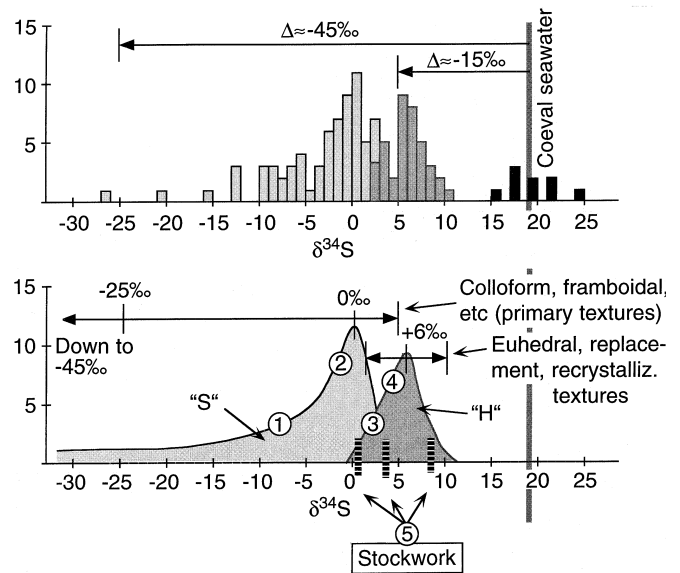 15
10
5
Δ≈-45‰
Δ≈-15‰
Coeval seawater
-30 -25 -20 -15 -10 -5 0 5 10 15 20 25
δ³⁴S
15
10
5
-25‰
0‰
+6‰
Down to
-45‰
Colloform, framboidal,
etc (primary textures)
Euhedral, replace-
ment, recrystalliz.
textures
"S"
"H"
1
2
3
4
-30 -25 -20 -15 -10 -5 0 5 10 15 20 25
δ³⁴S
5
Stockwork